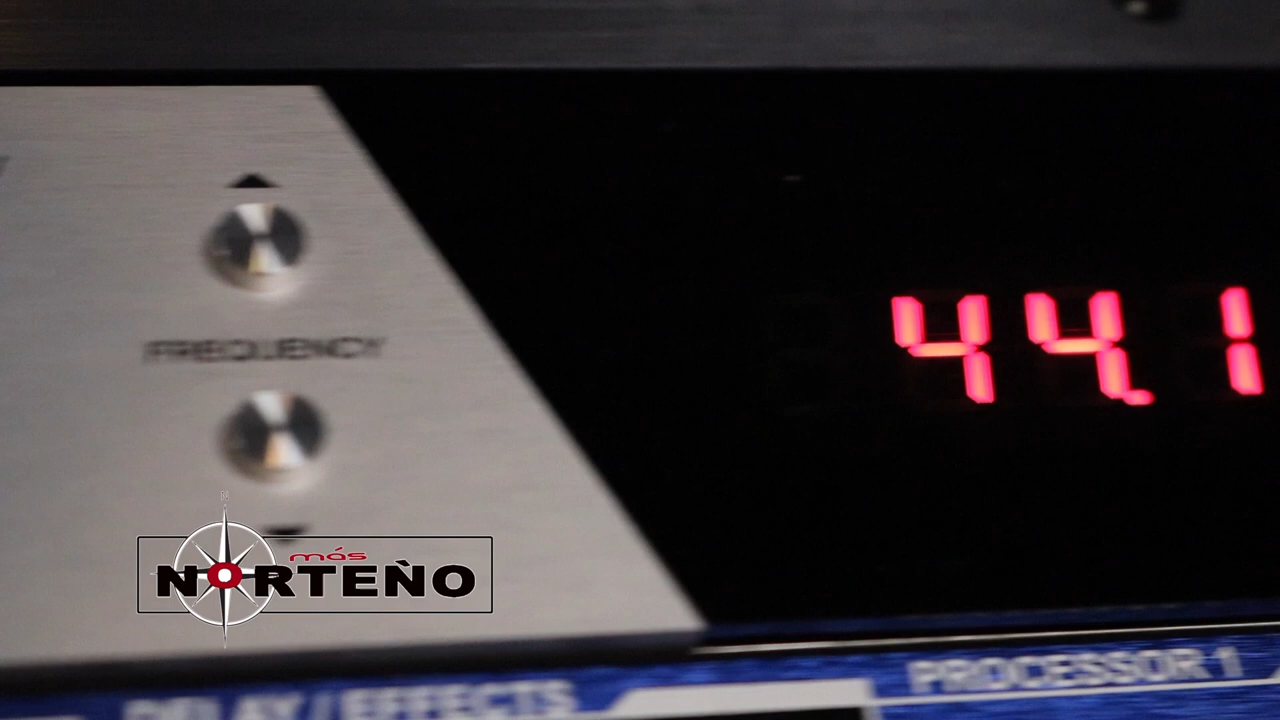 FREQUENCY
44.1
N
más
NORTEÑO
DELAY / EFFECTS
PROCESSOR 1